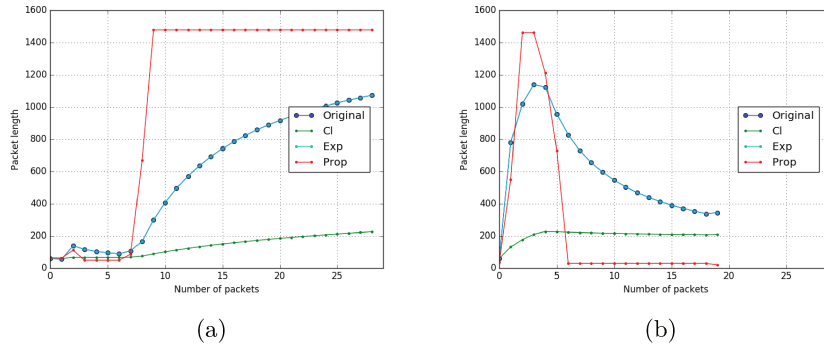 1600
1400
1200
1000
800
600
400
200
0
Packet length
0 5 10 15 20 25
Number of packets
Original
Cl
Exp
Prop
(a)
1600
1400
1200
1000
800
600
400
200
0
Packet length
0 5 10 15 20 25
Number of packets
Original
Cl
Exp
Prop
(b)